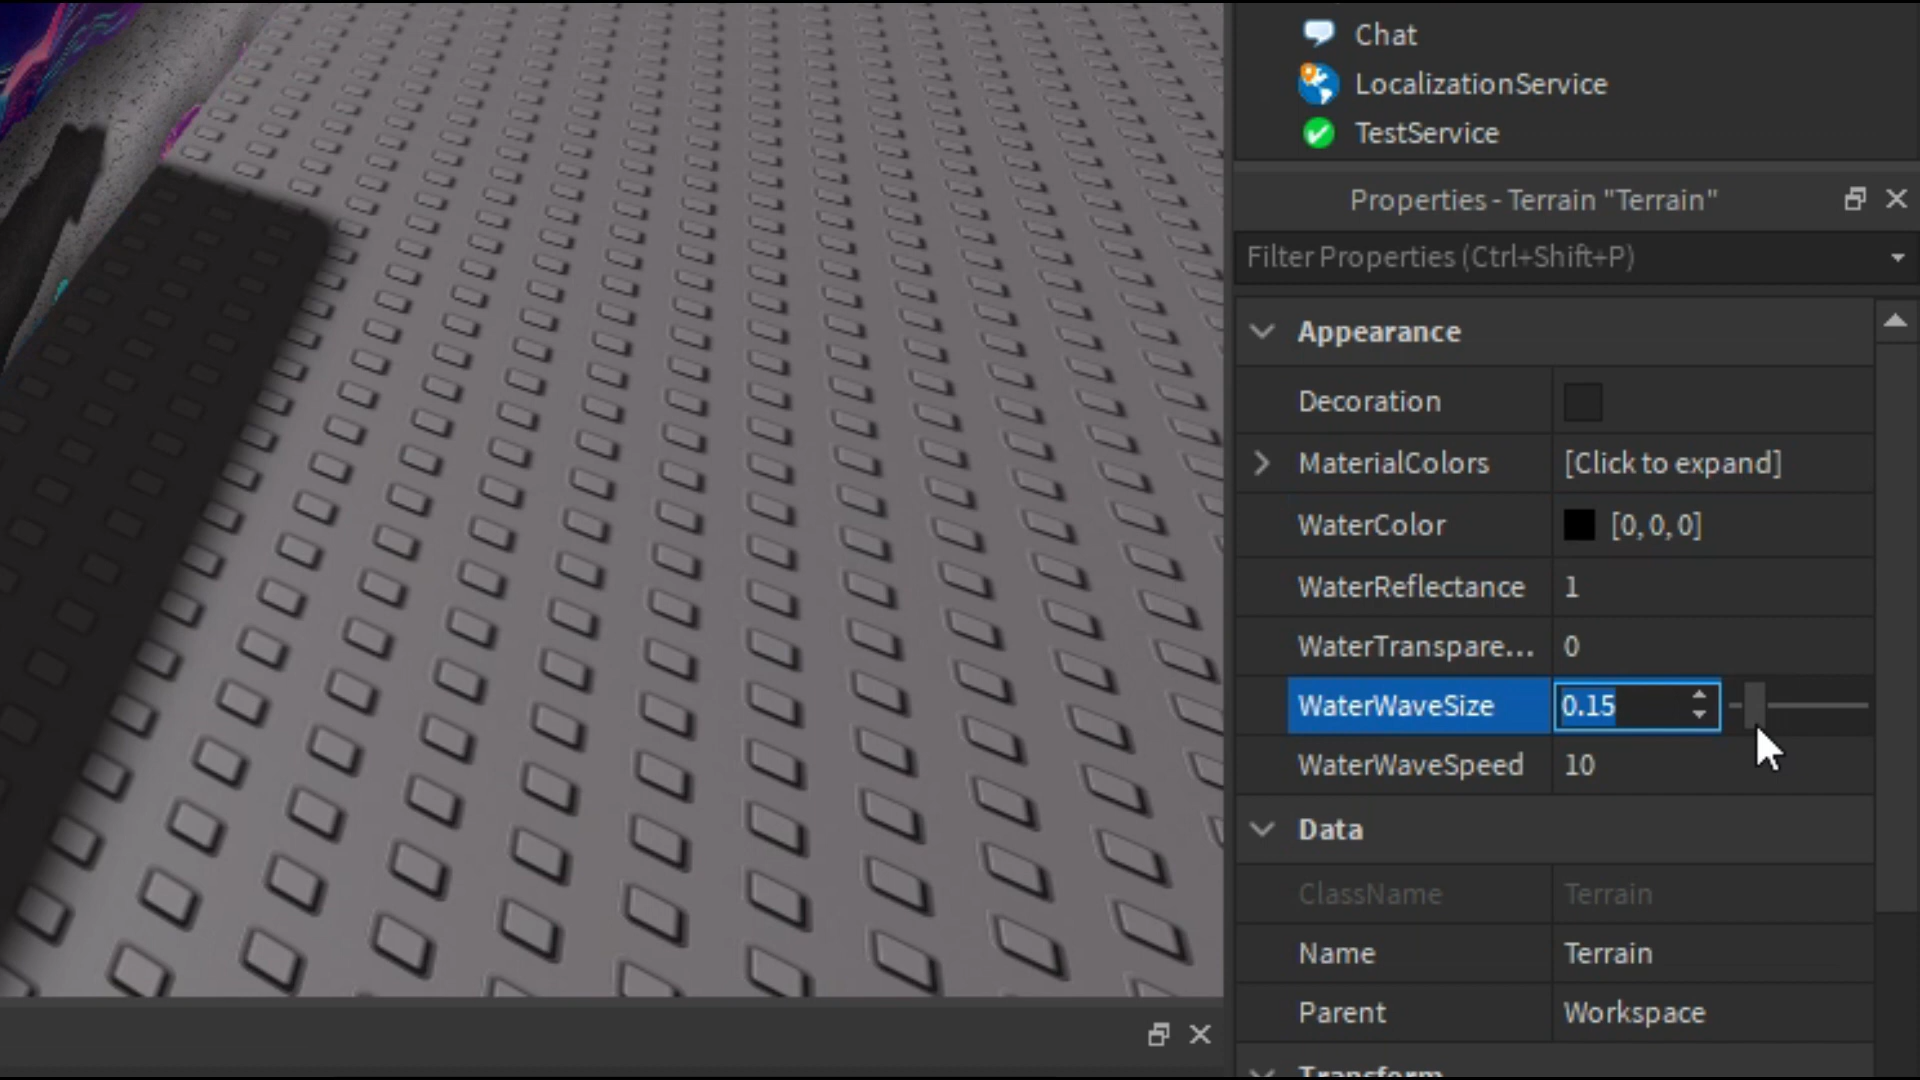 Chat
LocalizationService
TestService
Properties - Terrain "Terrain"
Filter Properties (Ctrl+Shift+P)
Appearance
Decoration
MaterialColors [Click to expand]
WaterColor [0, 0, 0]
WaterReflectance 1
WaterTranspare... 0
WaterWaveSize 0.15
WaterWaveSpeed 10
Data
ClassName Terrain
Name Terrain
Parent Workspace
Transform